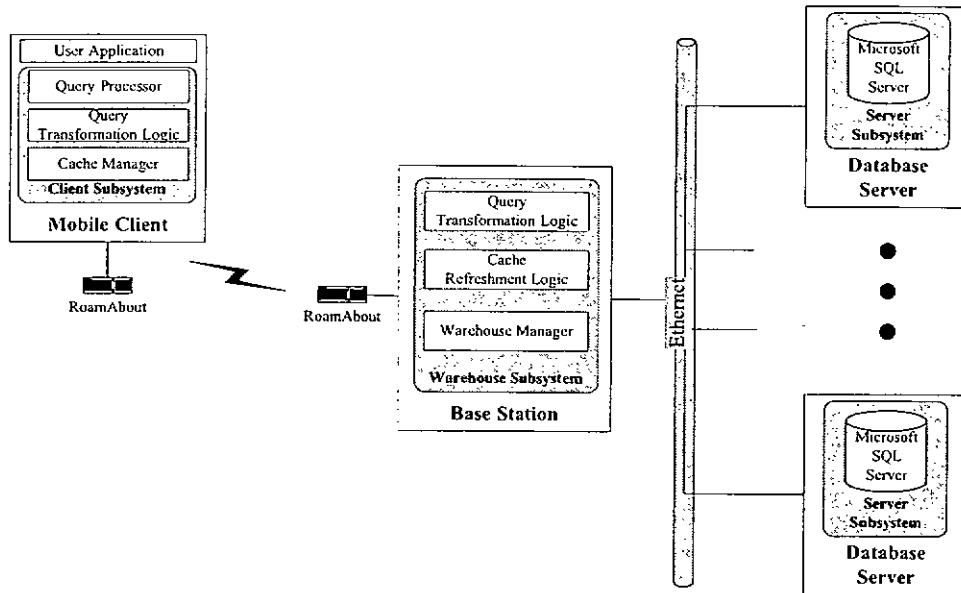 User Application
Query Processor
Query
Transformation Logic
Cache Manager
Client Subsystem
Mobile Client
RoamAbout
RoamAbout
Query
Transformation Logic
Cache
Refreshment Logic
Warehouse Manager
Warehouse Subsystem
Base Station
Ethernet
Microsoft
SQL
Server
Server
Subsystem
Database
Server
Microsoft
SQL
Server
Server
Subsystem
Database
Server